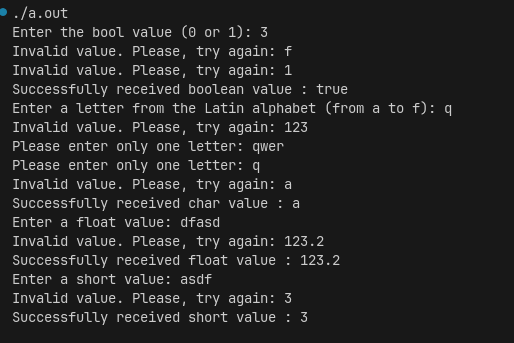 ./a.out
Enter the bool value (0 or 1): 3
Invalid value. Please, try again: f
Invalid value. Please, try again: 1
Successfully received boolean value : true
Enter a letter from the Latin alphabet (from a to f): q
Invalid value. Please, try again: 123
Please enter only one letter: qwer
Please enter only one letter: q
Invalid value. Please, try again: a
Successfully received char value : a
Enter a float value: dfasd
Invalid value. Please, try again: 123.2
Successfully received float value : 123.2
Enter a short value: asdf
Invalid value. Please, try again: 3
Successfully received short value : 3